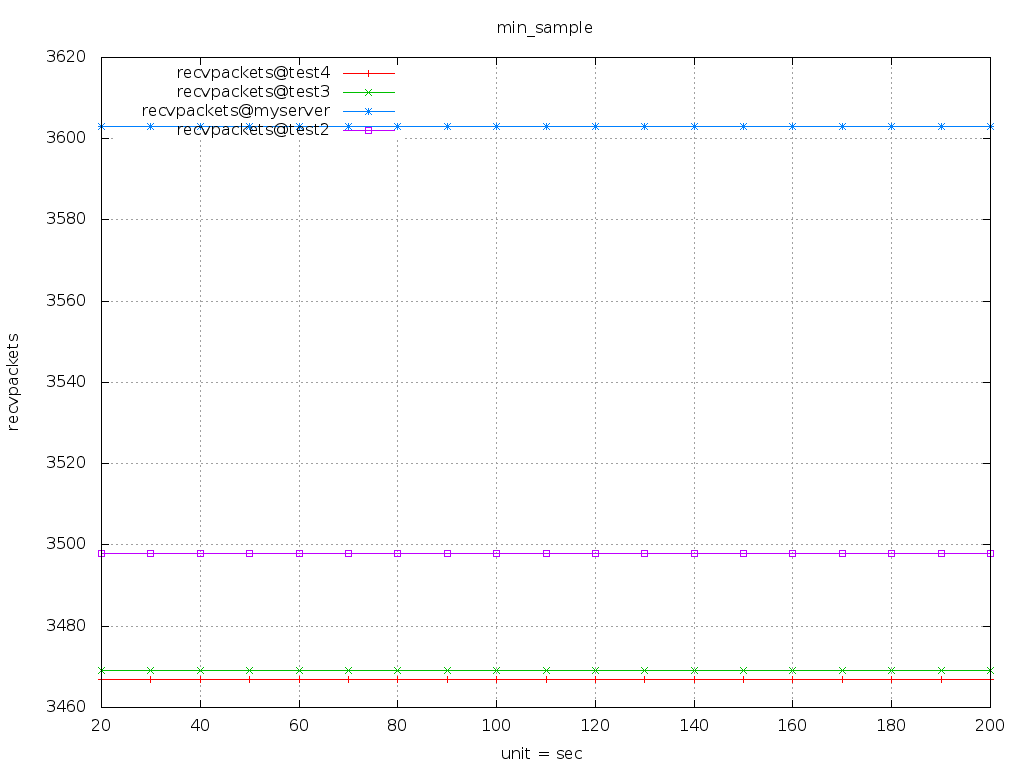 min_sample
3620
3600
3580
3560
3540
3520
3500
3480
3460
recvpackets
recvpackets@test4
recvpackets@test3
recvpackets@myserver
recvpackets@test2
20 40 60 80 100 120 140 160 180 200
unit = sec